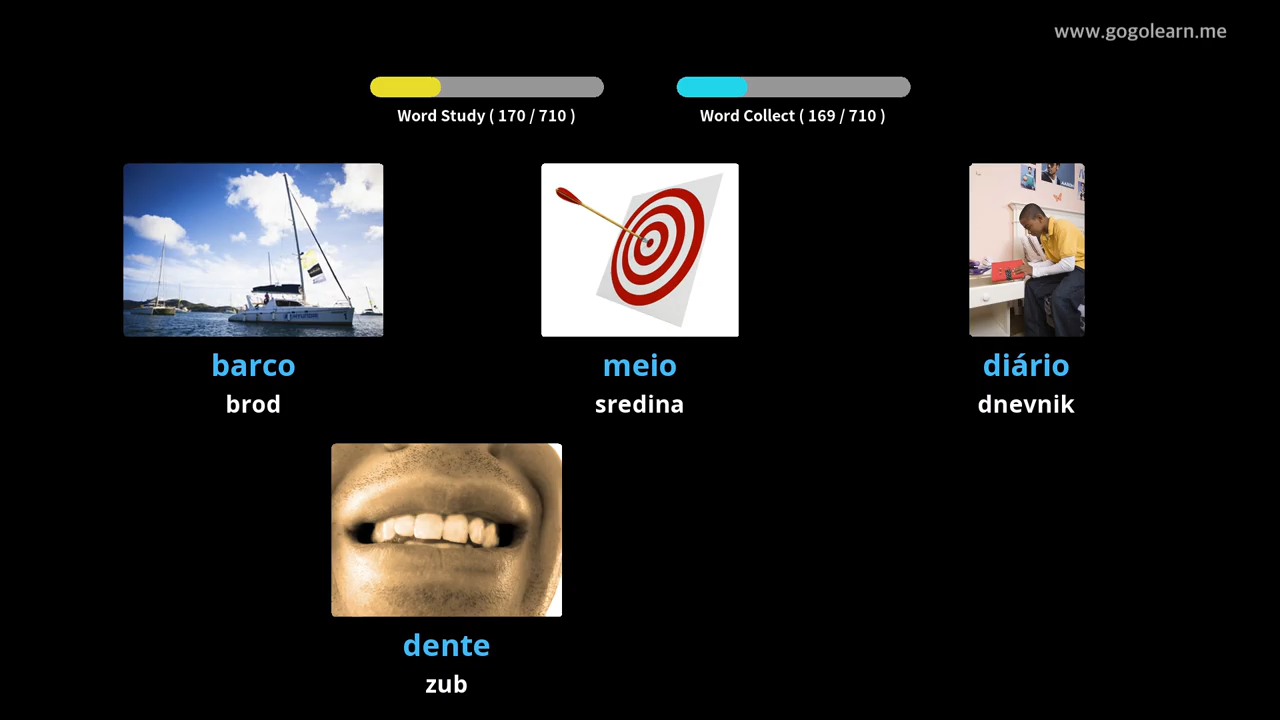 www.gogolearn.me
Word Study ( 170 / 710 )
Word Collect ( 169 / 710 )
barco
brod
meio
sredina
diário
dnevnik
dente
zub